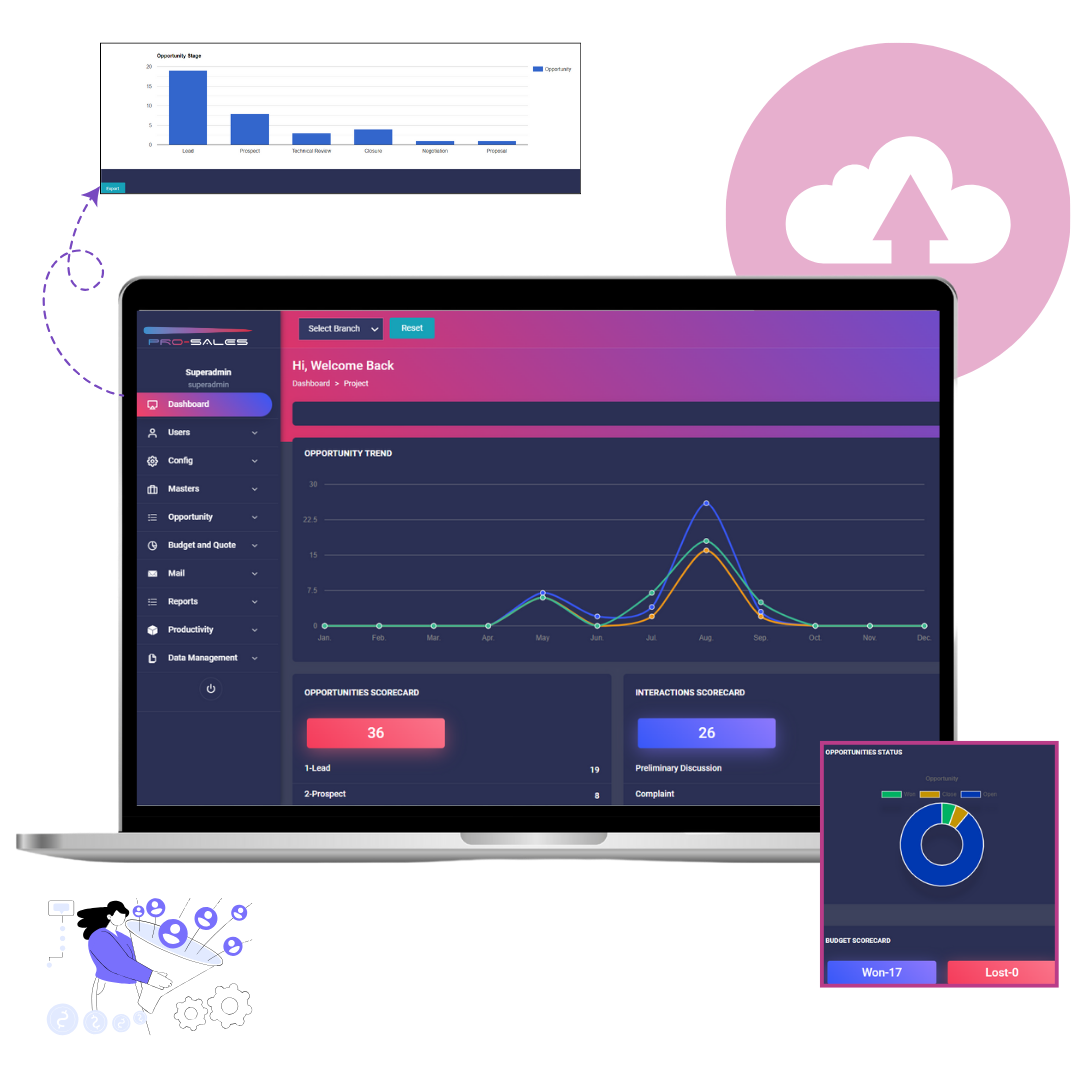 Opportunity Stage
20
15
10
5
0
Opportunity
Lead Prospect Technical Review Closure Negotiation Proposal
Export
PRO-SALES
Select Branch Reset
Superadmin
superadmin
Hi, Welcome Back
Dashboard > Project
Dashboard
Users
Config
Masters
Opportunity
Budget and Quote
Mail
Reports
Productivity
Data Management
OPPORTUNITY TREND
30
22.5
15
7.5
0
Jan. Feb. Mar. Apr. May Jun. Jul. Aug. Sep. Oct. Nov. Dec.
OPPORTUNITIES SCORECARD
36
1-Lead 19
2-Prospect 8
INTERACTIONS SCORECARD
26
Preliminary Discussion
Complaint
OPPORTUNITIES STATUS
Opportunity
Won Close Open
BUDGET SCORECARD
Won-17 Lost-0